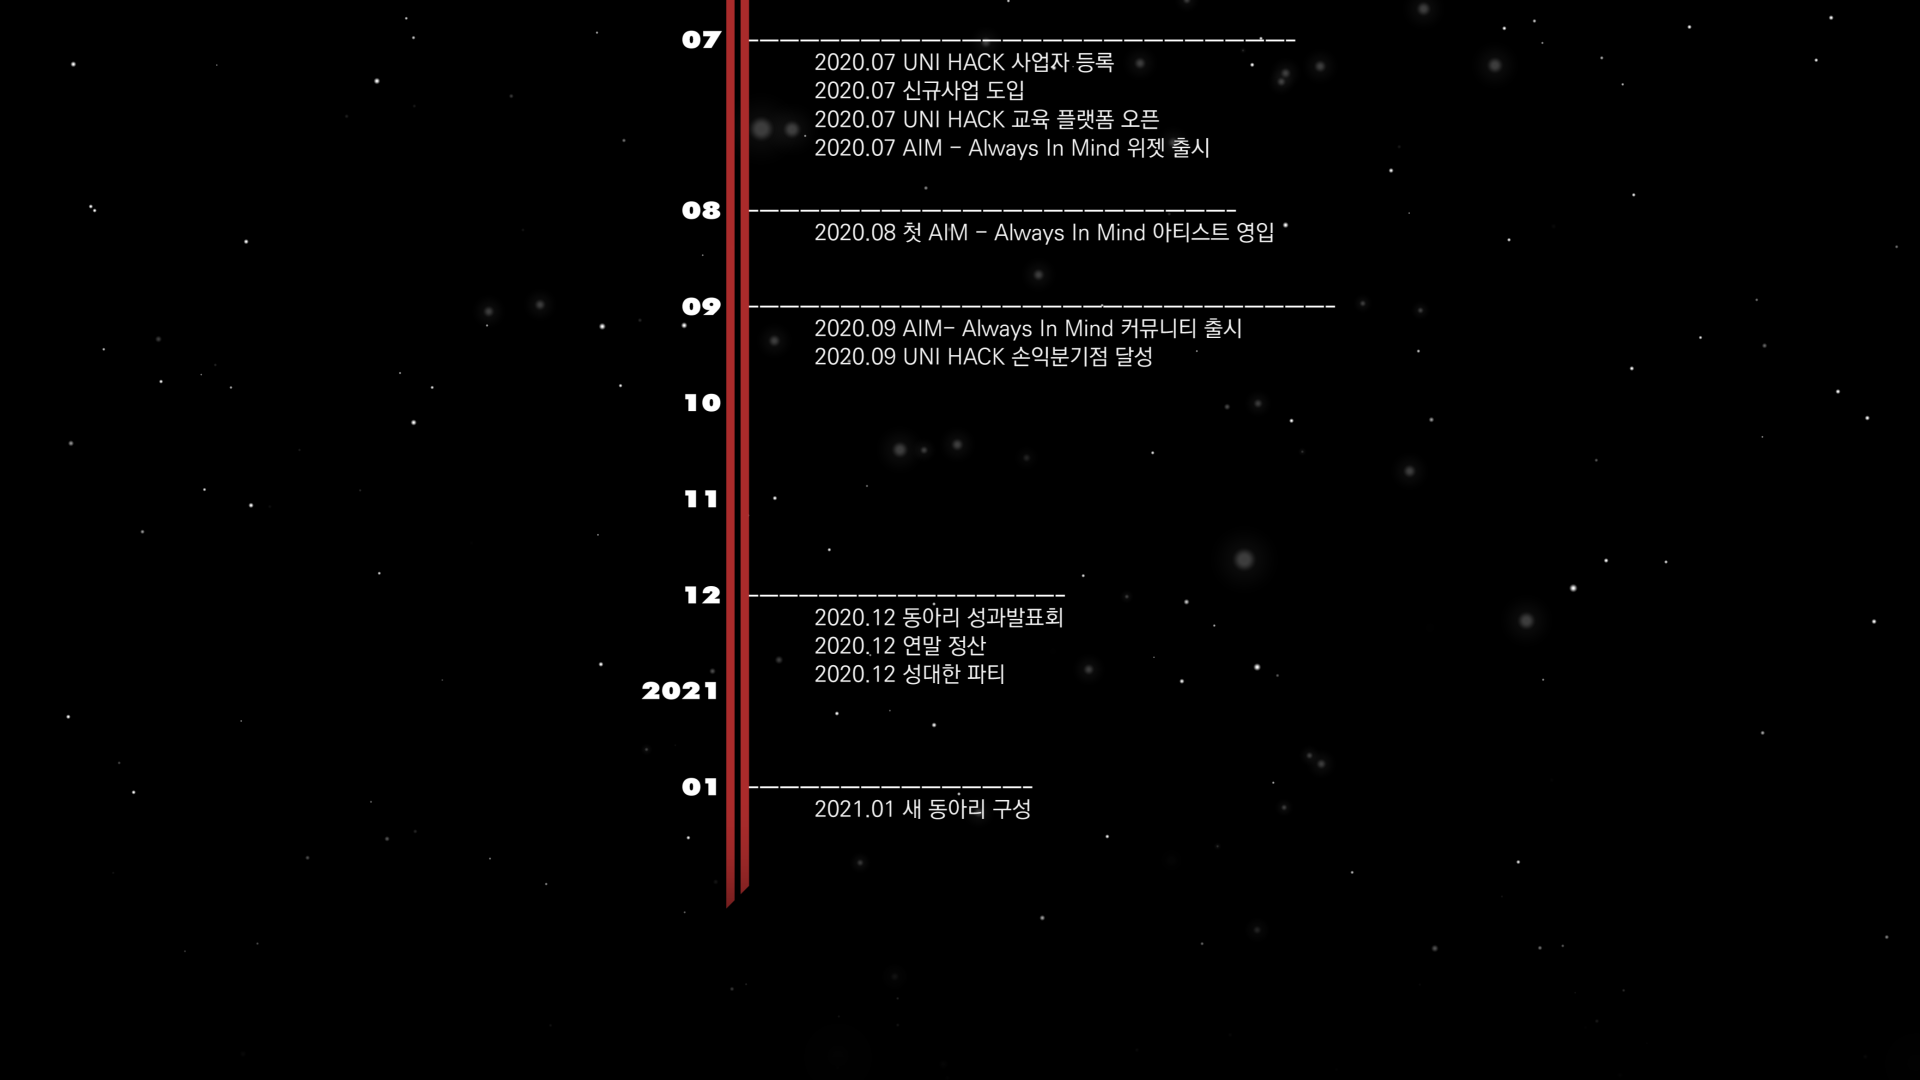 07
2020.07 UNI HACK 사업자 등록
2020.07 신규사업 도입
2020.07 UNI HACK 교육 플랫폼 오픈
2020.07 AIM - Always In Mind 위젯 출시
08
2020.08 첫 AIM - Always In Mind 아티스트 영입
09
2020.09 AIM- Always In Mind 커뮤니티 출시
2020.09 UNI HACK 손익분기점 달성
10
11
12
2020.12 동아리 성과발표회
2020.12 연말 정산
2020.12 성대한 파티
2021
01
2021.01 새 동아리 구성